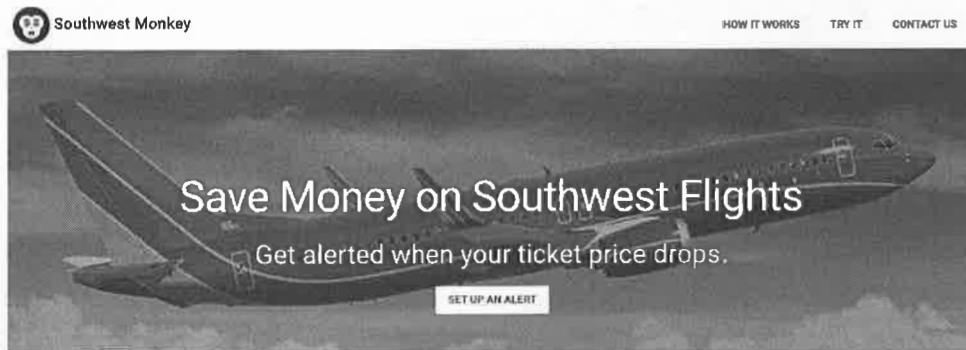 Southwest Monkey
HOW IT WORKS TRY IT CONTACT US
Save Money on Southwest Flights
Get alerted when your ticket price drops.
SET UP AN ALERT